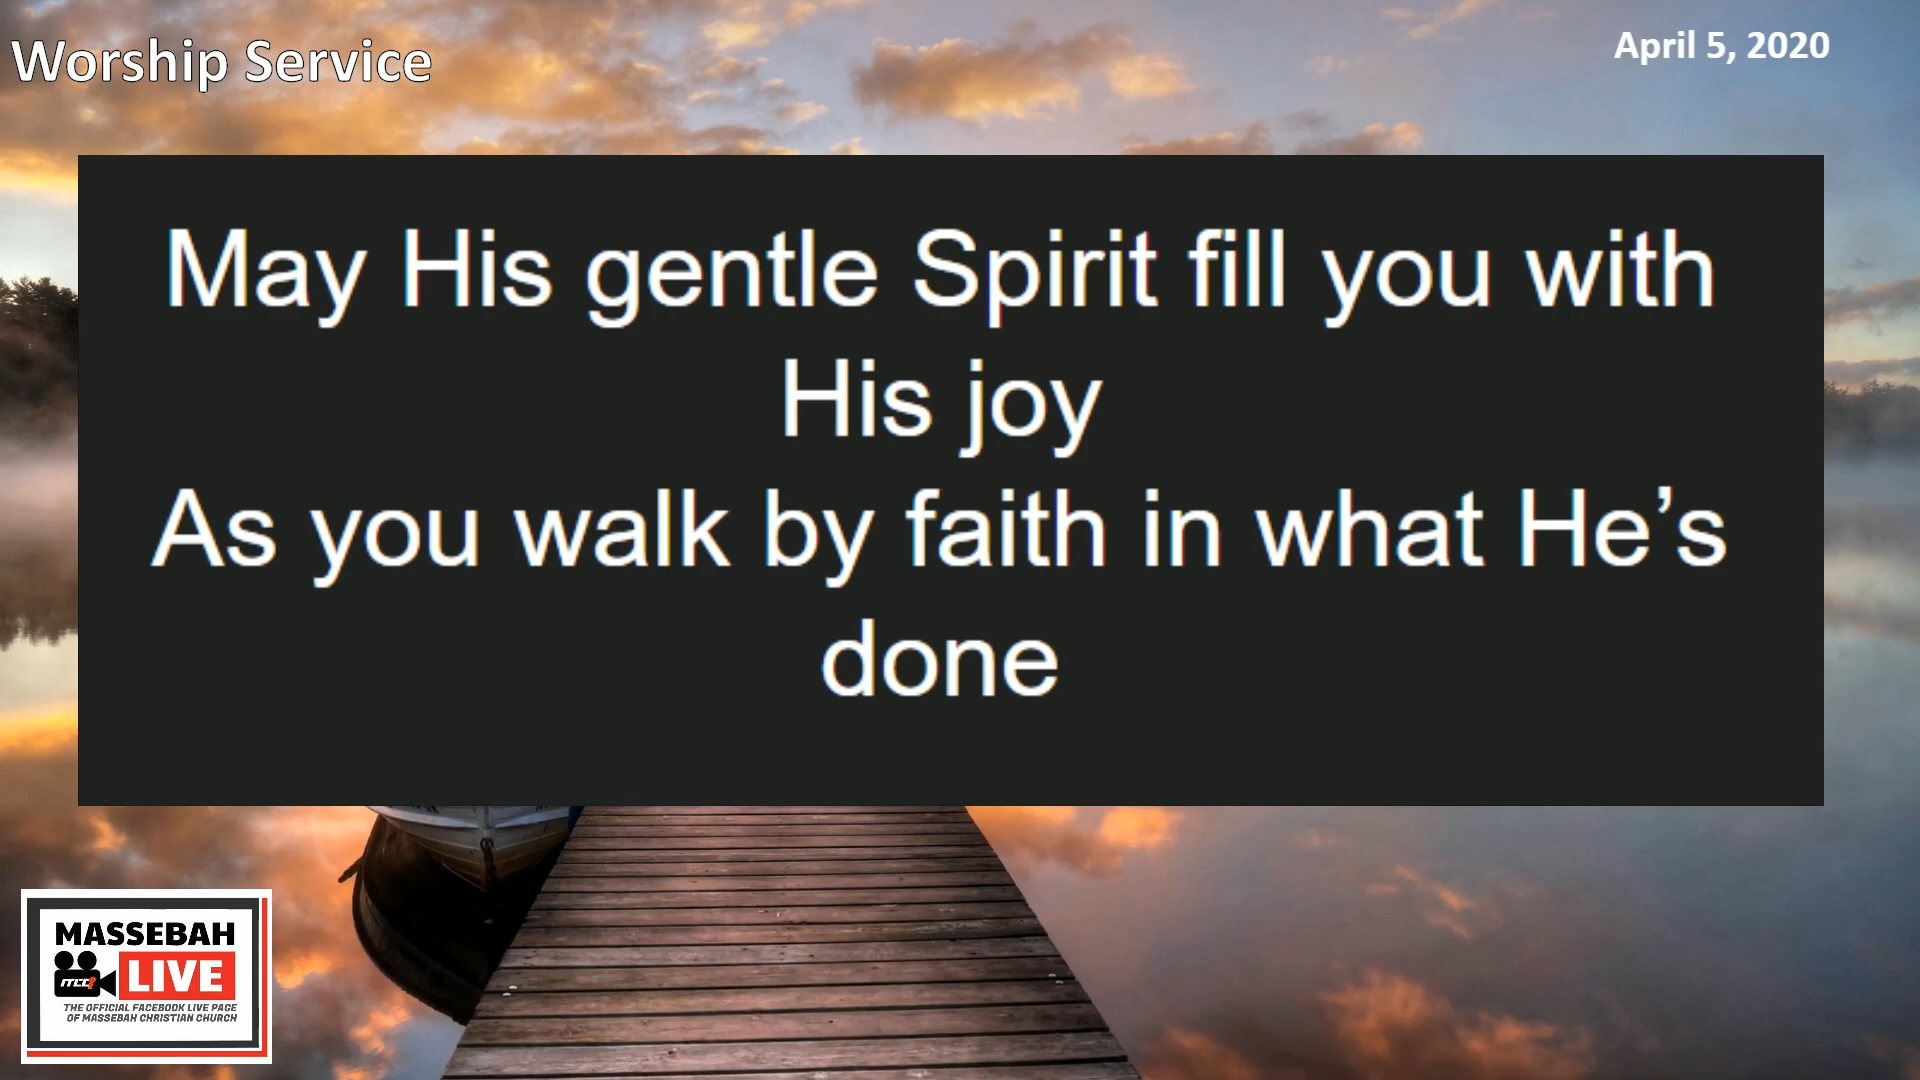 Worship Service
April 5, 2020
May His gentle Spirit fill you with
His joy
As you walk by faith in what He’s
done
MASSEBAH
MCC
LIVE
THE OFFICIAL FACEBOOK LIVE PAGE
OF MASSEBAH CHRISTIAN CHURCH